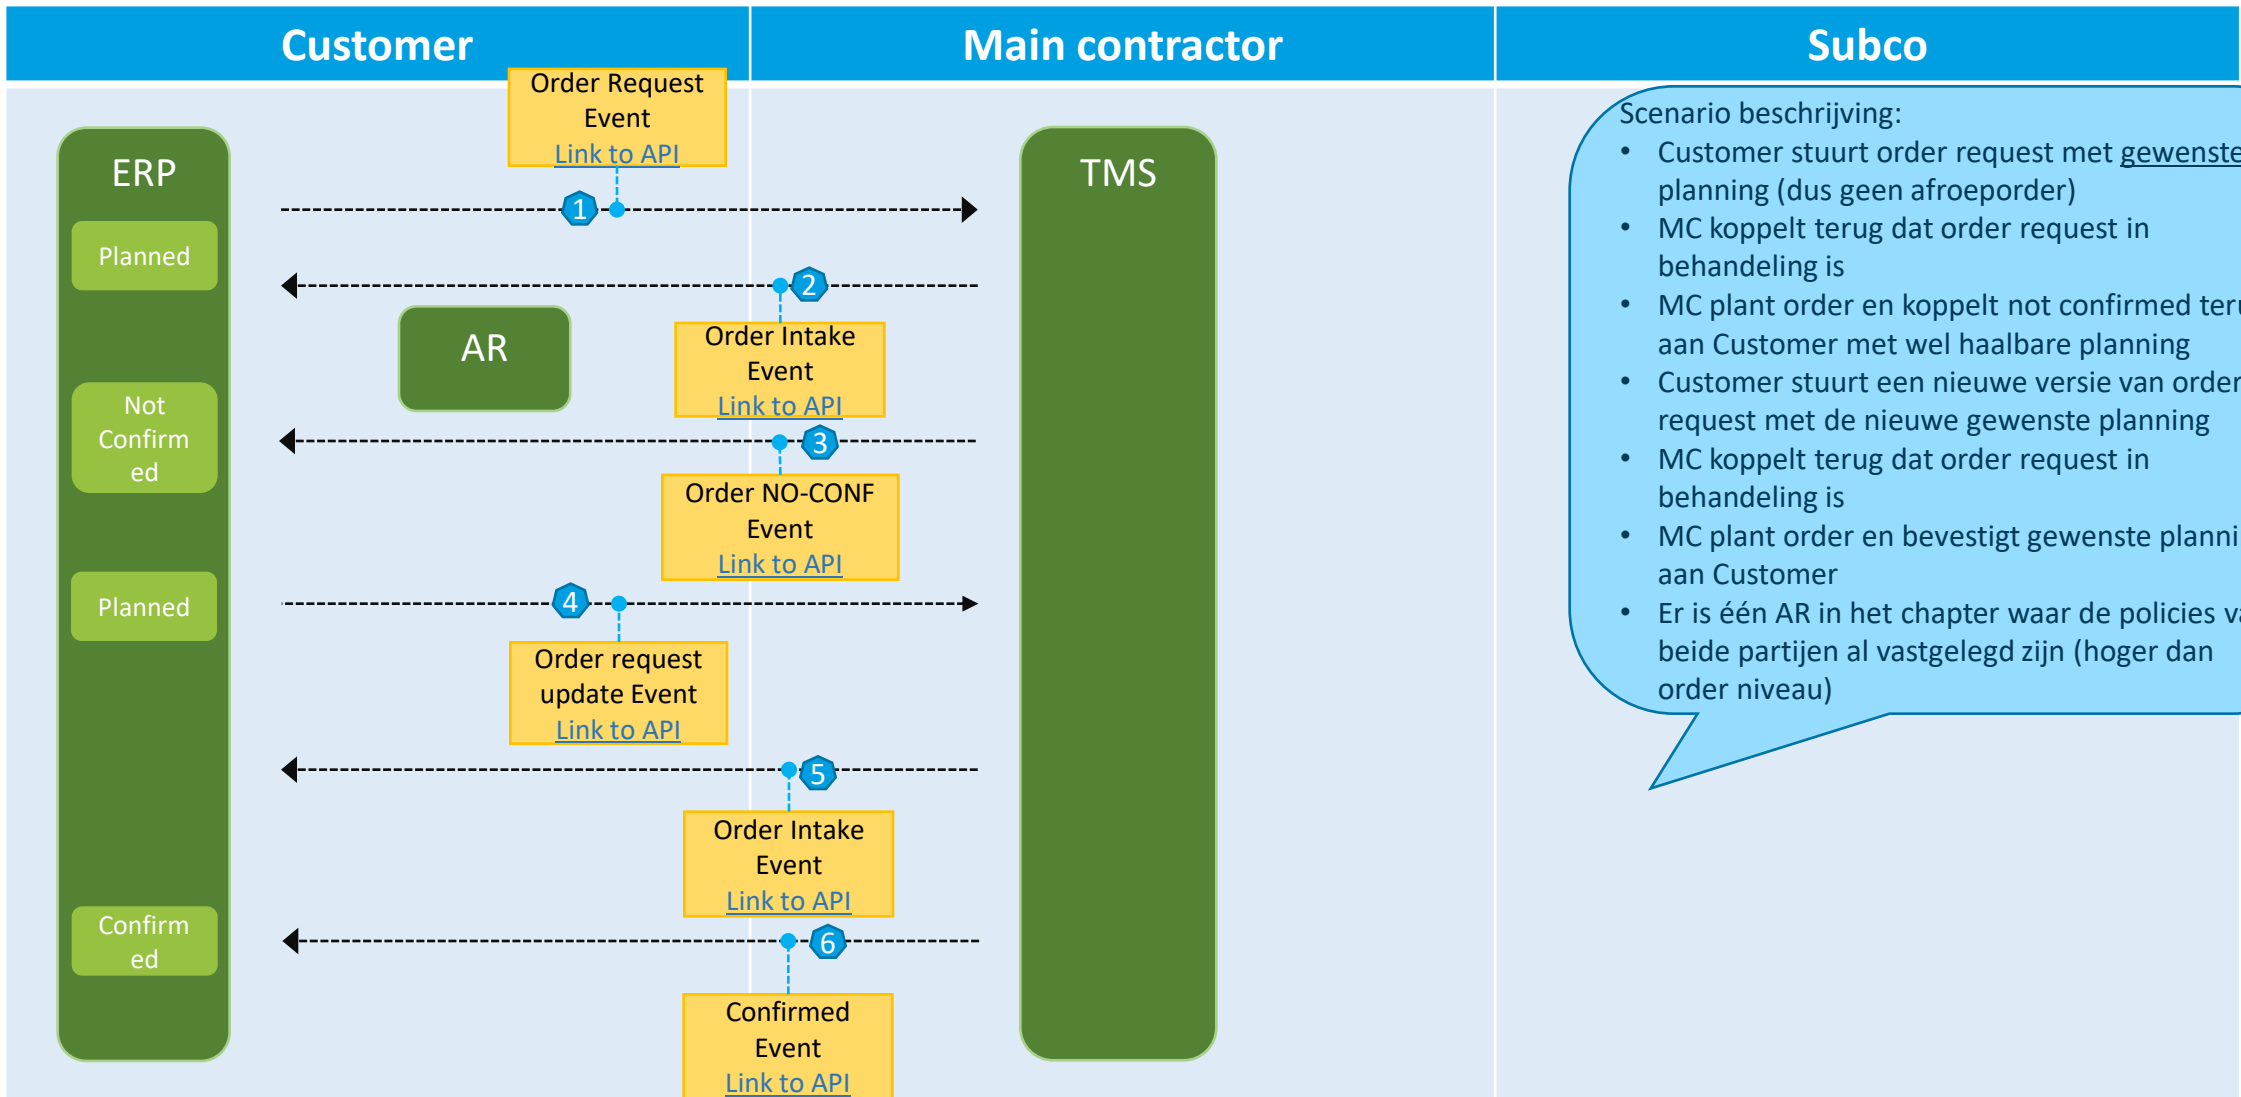 Customer
Main contractor
Subco
Order Request
Event
Link to API
ERP
TMS
1
Planned
2
AR
Order Intake
Event
Link to API
Not
Confirm
ed
3
Order NO-CONF
Event
Link to API
Planned
4
Order request
update Event
Link to API
5
Order Intake
Event
Link to API
Confirm
ed
6
Confirmed
Event
Link to API
Scenario beschrijving:
• Customer stuurt order request met gewenste
planning (dus geen afroeporder)
• MC koppelt terug dat order request in
behandeling is
• MC plant order en koppelt not confirmed teru
aan Customer met wel haalbare planning
• Customer stuurt een nieuwe versie van order
request met de nieuwe gewenste planning
• MC koppelt terug dat order request in
behandeling is
• MC plant order en bevestigt gewenste planni
aan Customer
• Er is één AR in het chapter waar de policies va
beide partijen al vastgelegd zijn (hoger dan
order niveau)